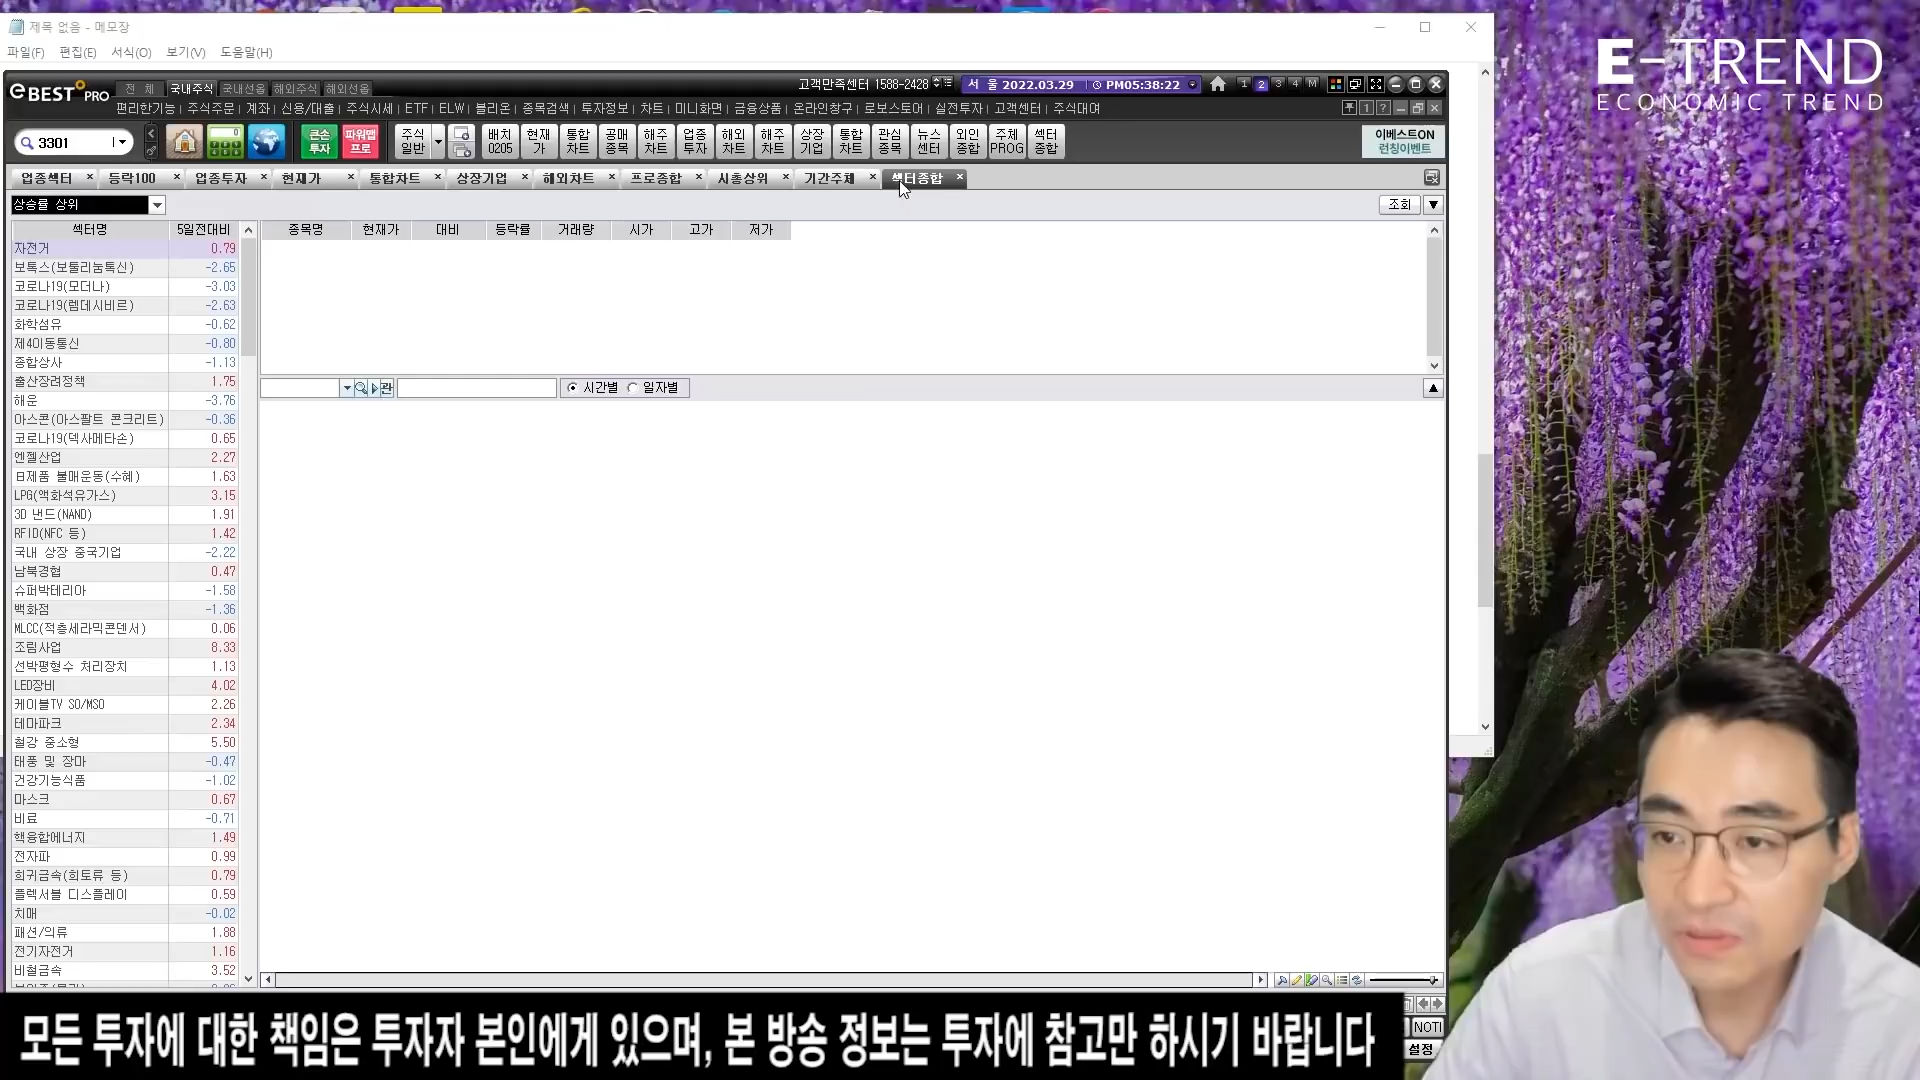 제목 없음 - 메모장
파일(F) 편집(E) 서식(O) 보기(V) 도움말(H)
E-TREND
ECONOMIC TREND
eBEST PRO 전 체 국내주식 국내선옵 해외주식 해외선옵 고객만족센터 1588-2428 서 울 2022.03.29 PM05:38:22 1 2 3 4 M
편리한기능 주식주문 계좌 신용/대출 주식시세 ETF ELW 볼리온 종목검색 투자정보 차트 미니화면 금융상품 온라인창구 로보스토어 실전투자 고객센터 주식대여
3301 큰손 투자 파워맵 프로 주식 일반 배치 0205 현재 가 통합 차트 공매 종목 해주 차트 업종 투자 해외 차트 해주 차트 상장 기업 통합 차트 관심 종목 뉴스 센터 외인 종합 주체 PROG 섹터 종합 이베스트ON 런칭이벤트
업종섹터 등락100 업종투자 현재가 통합차트 상장기업 해외차트 프로종합 시총상위 기간주체 섹터종합
상승률 상위 조회
섹터명 5일전대비 종목명 현재가 대비 등락률 거래량 시가 고가 저가
자전거 0.79
보톡스(보툴리눔톡신) -2.65
코로나19(모더나) -3.03
코로나19(렘데시비르) -2.63
화학섬유 -0.62
제4이동통신 -0.80
종합상사 -1.13
출산장려정책 1.75
해운 -3.76
아스콘(아스팔트 콘크리트) -0.36
코로나19(덱사메타손) 0.65
엔젤산업 2.27
日제품 불매운동(수혜) 1.63
LPG(액화석유가스) 3.15
3D 낸드(NAND) 1.91
RFID(NFC 등) 1.42
국내 상장 중국기업 -2.22
남북경협 0.47
슈퍼박테리아 -1.58
백화점 -1.36
MLCC(적층세라믹콘덴서) 0.06
조림사업 8.33
선박평형수 처리장치 1.13
LED장비 4.02
케이블TV SO/MSO 2.26
테마파크 2.34
철강 중소형 5.50
태풍 및 장마 -0.47
건강기능식품 -1.02
마스크 0.67
비료 -0.71
핵융합에너지 1.49
전자파 0.99
희귀금속(희토류 등) 0.79
플렉서블 디스플레이 0.59
치매 -0.02
패션/의류 1.88
전기자전거 1.16
비철금속 3.52
관 시간별 일자별
NOTI
설정
모든 투자에 대한 책임은 투자자 본인에게 있으며, 본 방송 정보는 투자에 참고만 하시기 바랍니다